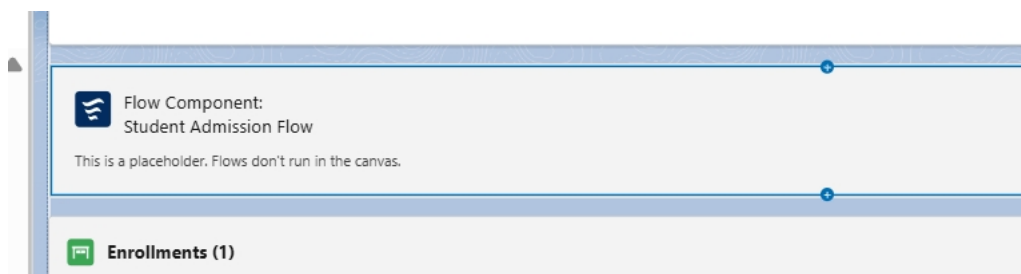 Flow Component:
Student Admission Flow
This is a placeholder. Flows don't run in the canvas.
Enrollments (1)